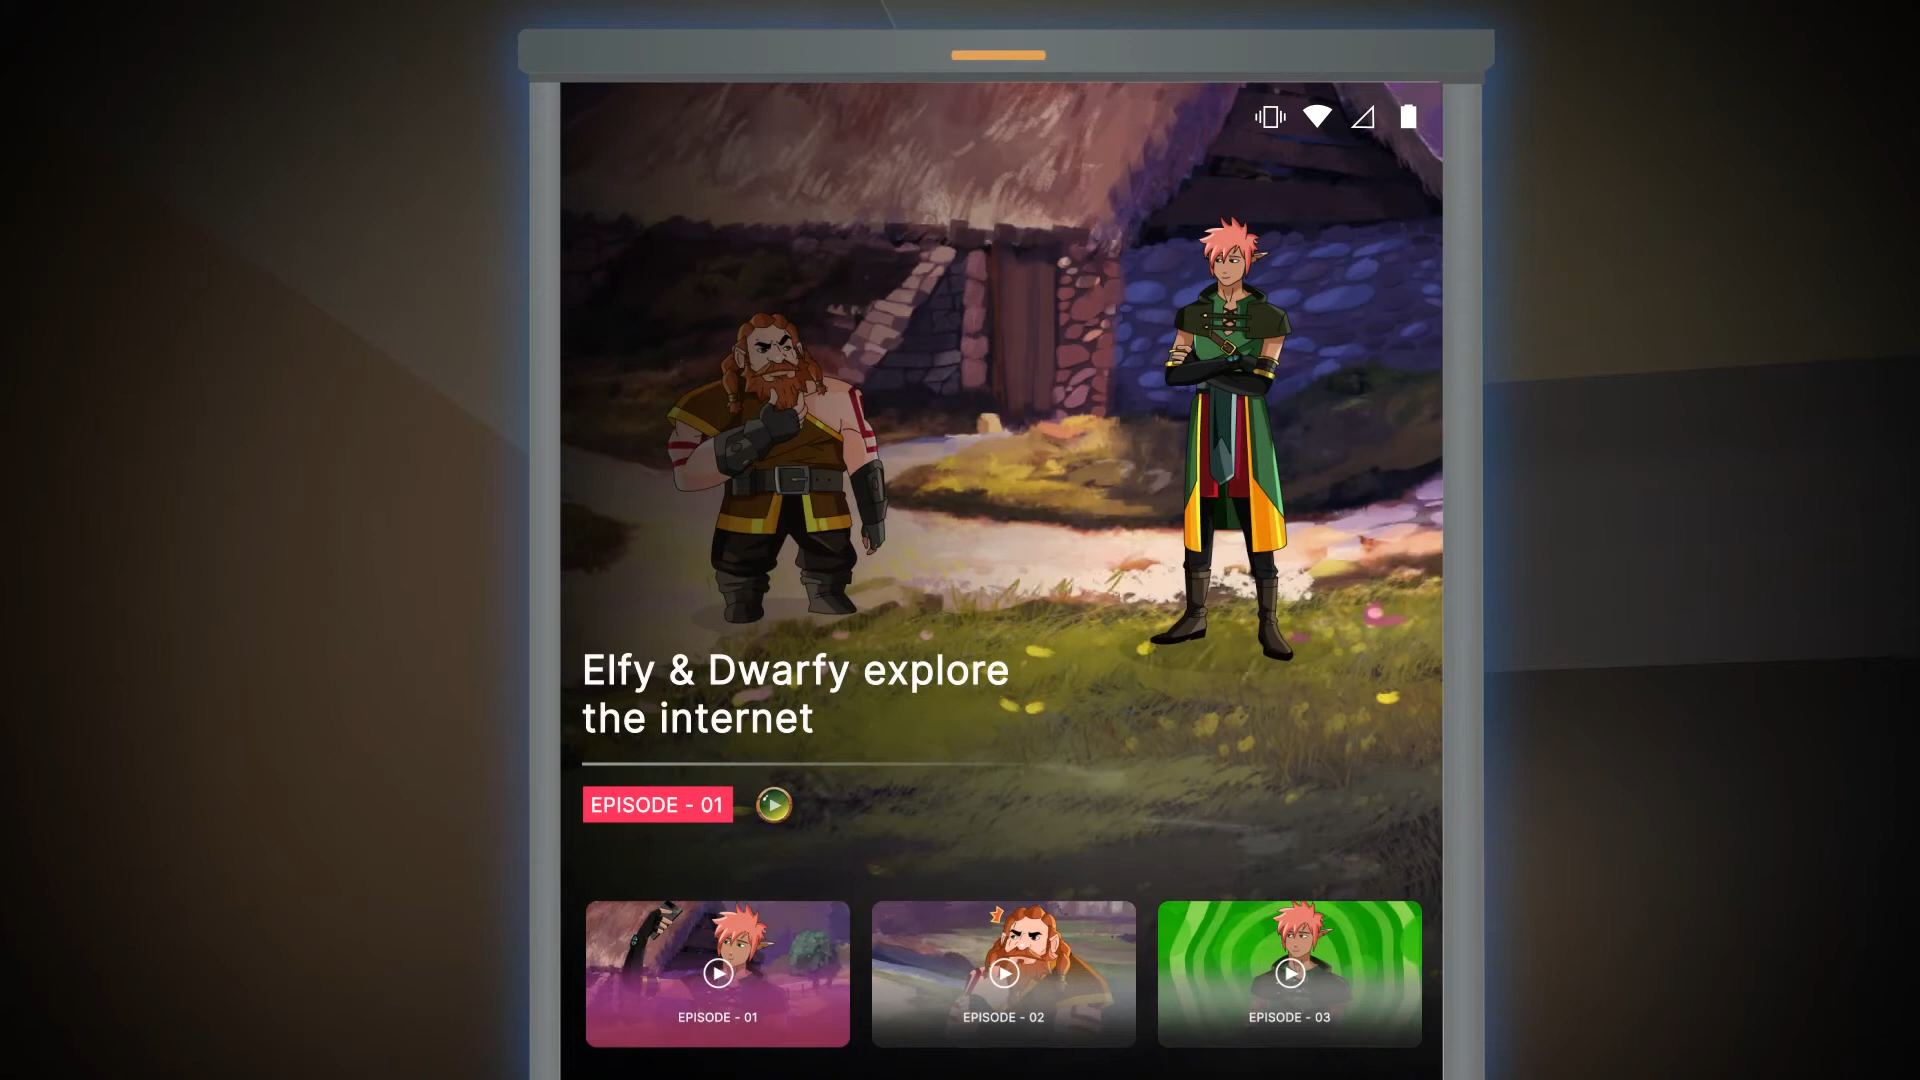 Elfy & Dwarfy explore
the internet
EPISODE - 01
EPISODE - 01
EPISODE - 02
EPISODE - 03